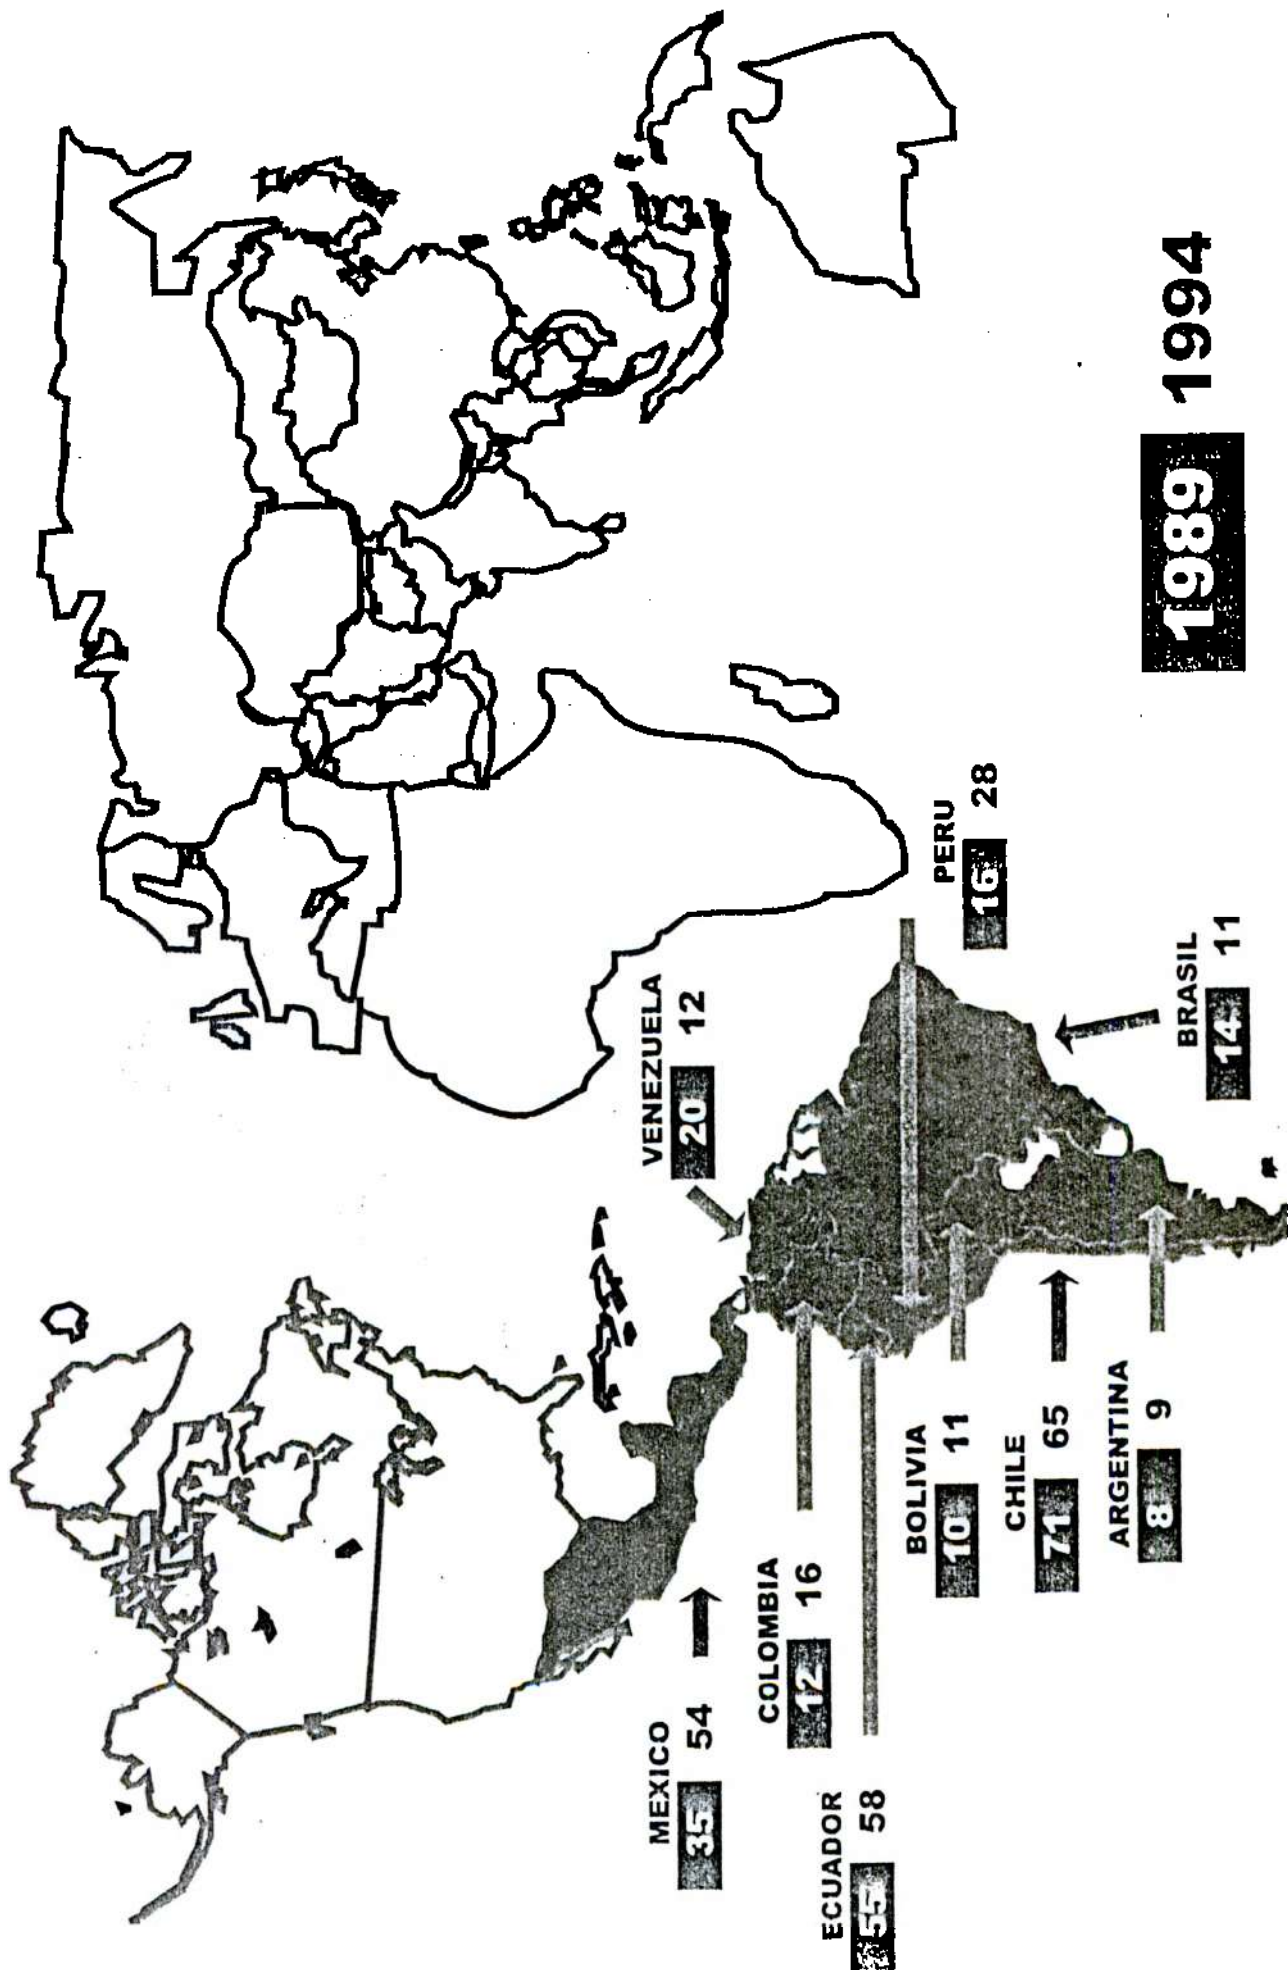 VENEZUELA
20 12
PERU
16 28
MEXICO
35 54
COLOMBIA
12 16
ECUADOR
55 58
BOLIVIA
10 11
CHILE
71 65
ARGENTINA
8 9
BRASIL
14 11
1989 1994